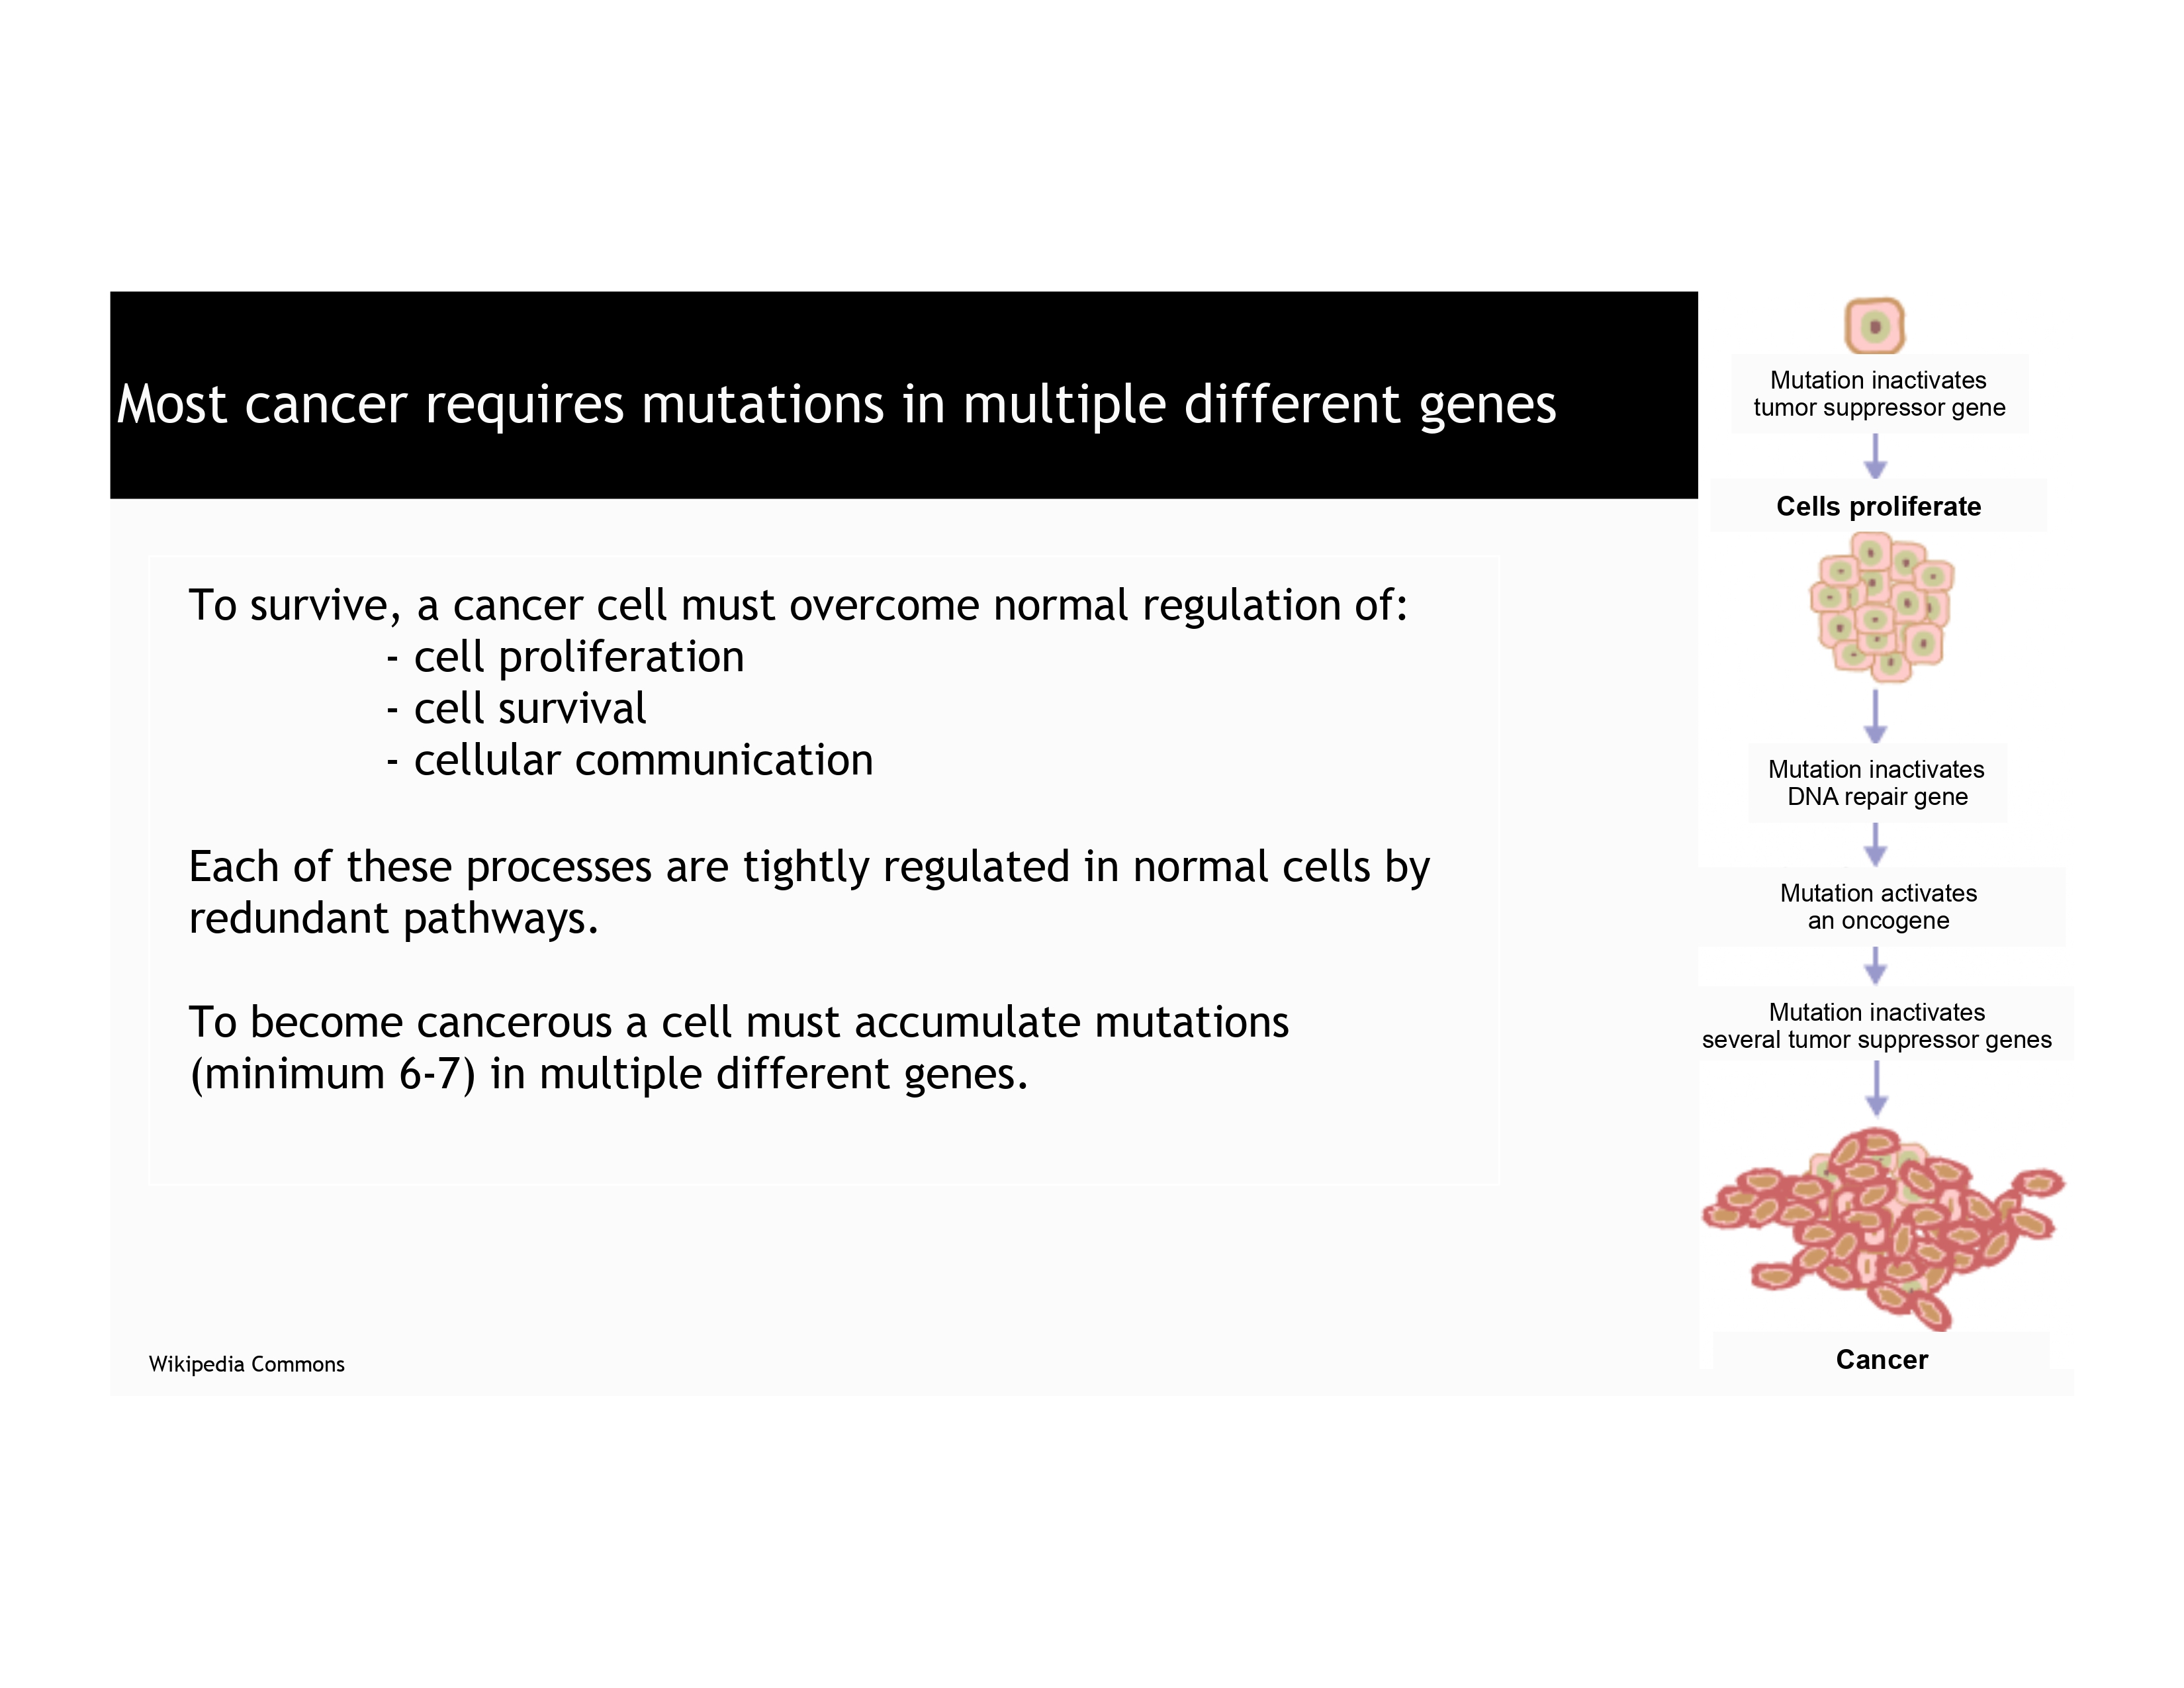 Most cancer requires mutations in multiple different genes
To survive, a cancer cell must overcome normal regulation of:
- cell proliferation
- cell survival
- cellular communication
Each of these processes are tightly regulated in normal cells by
redundant pathways.
To become cancerous a cell must accumulate mutations
(minimum 6-7) in multiple different genes.
Wikipedia Commons
Mutation inactivates
tumor suppressor gene
Cells proliferate
Mutation inactivates
DNA repair gene
Mutation activates
an oncogene
Mutation inactivates
several tumor suppressor genes
Cancer